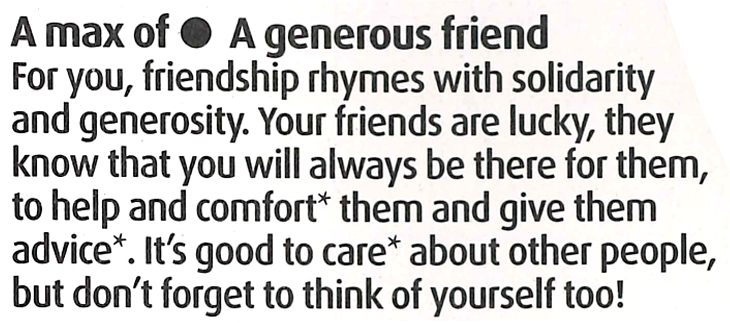 A max of ● A generous friend
For you, friendship rhymes with solidarity
and generosity. Your friends are lucky, they
know that you will always be there for them,
to help and comfort* them and give them
advice*. It's good to care* about other people,
but don't forget to think of yourself too!